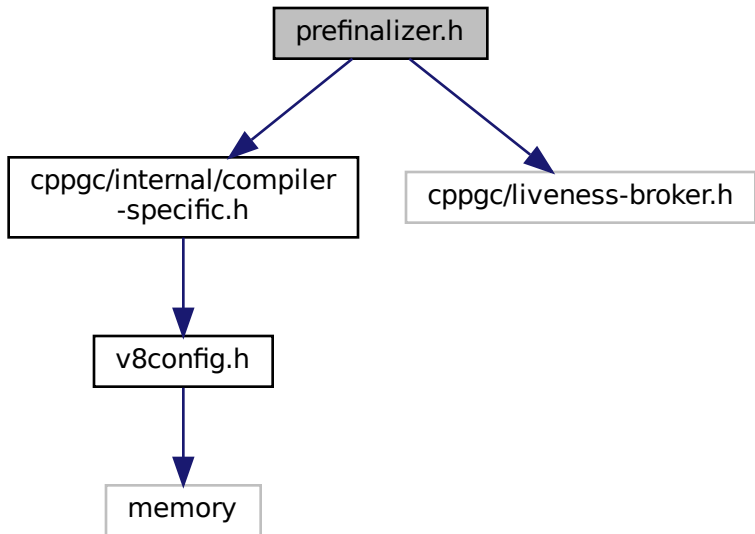 prefinalizer.h
cppgc/internal/compiler
-specific.h
cppgc/liveness-broker.h
v8config.h
memory